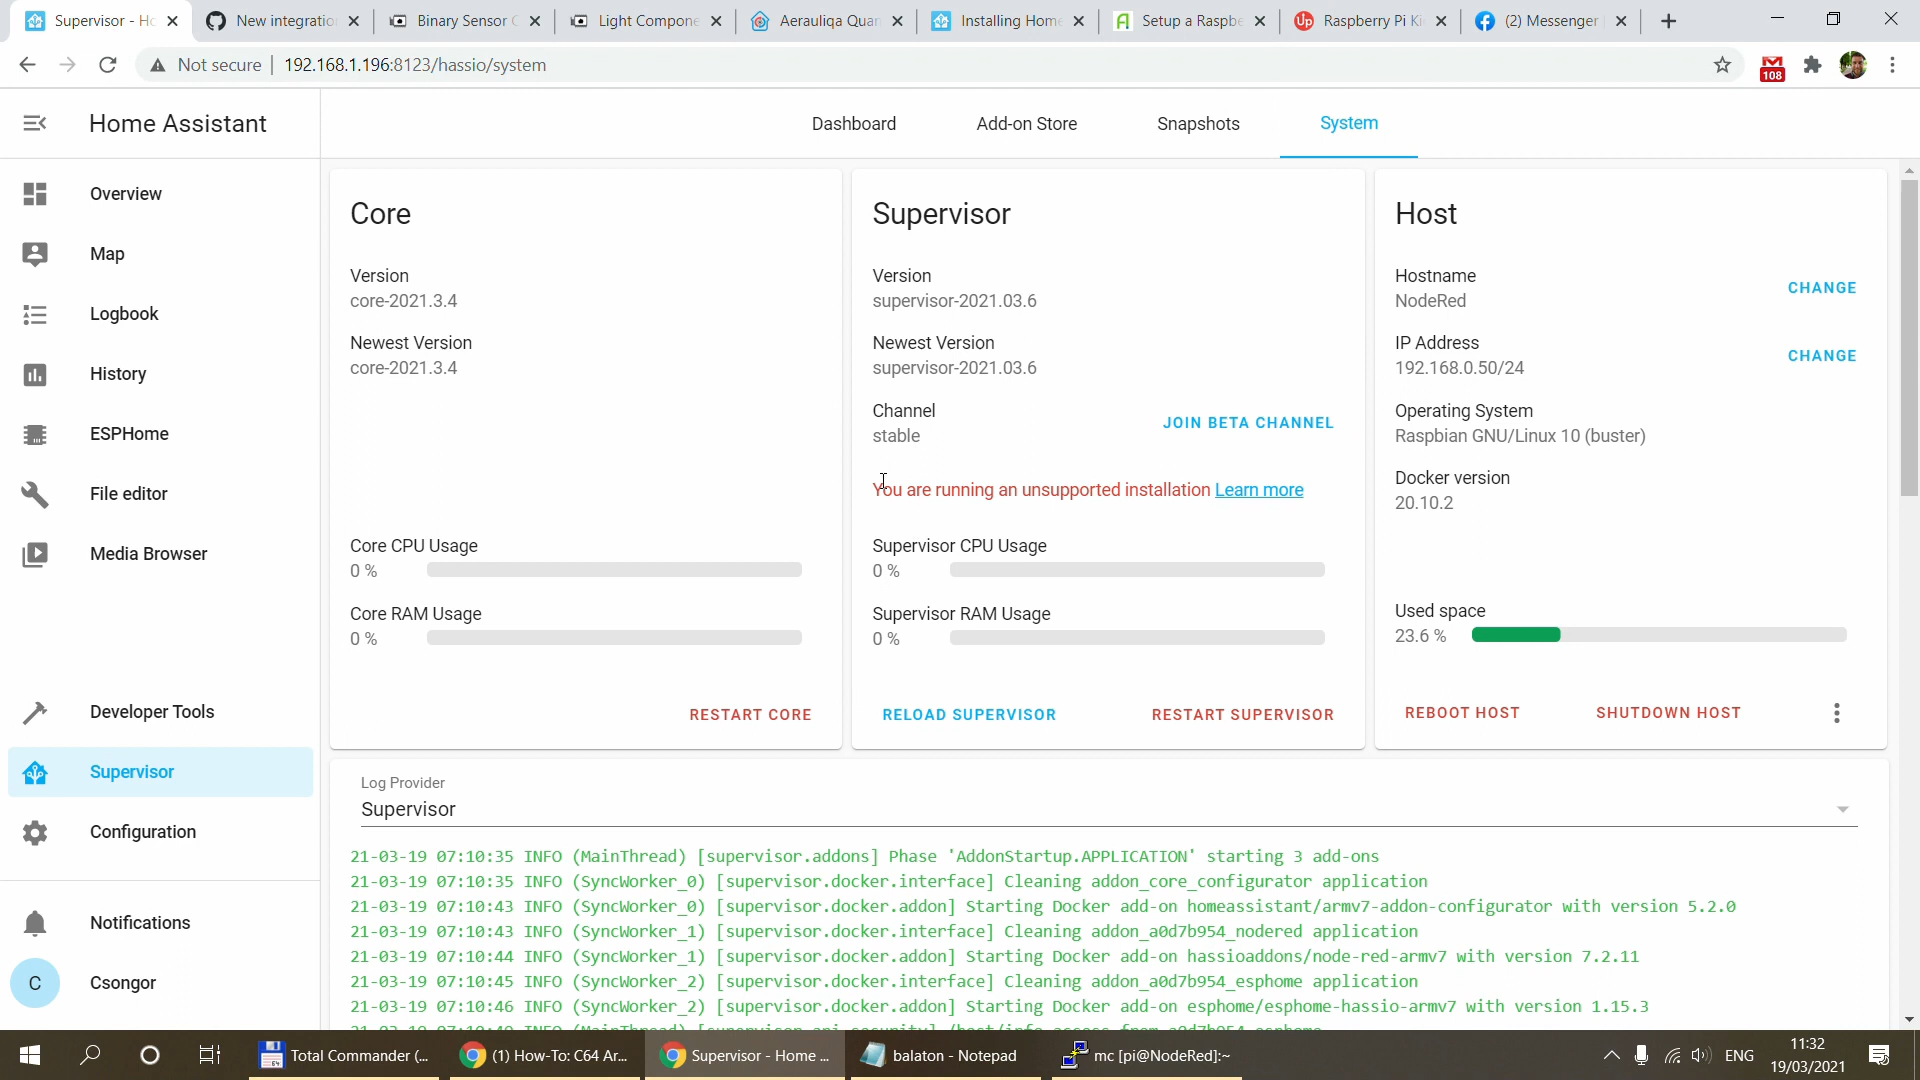 Supervisor - Ho
New integratio
Binary Sensor C
Light Compone
Aerauliqa Quan
Installing Home
Setup a Raspbe
Raspberry Pi Ki
(2) Messenger
Not secure
192.168.1.196:8123/hassio/system
108
Home Assistant
Dashboard
Add-on Store
Snapshots
System
Overview
Map
Logbook
History
ESPHome
File editor
Media Browser
Developer Tools
Supervisor
Configuration
Notifications
C
Csongor
Core
Version
core-2021.3.4
Newest Version
core-2021.3.4
Core CPU Usage
0 %
Core RAM Usage
0 %
RESTART CORE
Supervisor
Version
supervisor-2021.03.6
Newest Version
supervisor-2021.03.6
Channel
stable
JOIN BETA CHANNEL
You are running an unsupported installation Learn more
Supervisor CPU Usage
0 %
Supervisor RAM Usage
0 %
RELOAD SUPERVISOR
RESTART SUPERVISOR
Host
Hostname
NodeRed
CHANGE
IP Address
192.168.0.50/24
CHANGE
Operating System
Raspbian GNU/Linux 10 (buster)
Docker version
20.10.2
Used space
23.6 %
REBOOT HOST
SHUTDOWN HOST
Log Provider
Supervisor
21-03-19 07:10:35 INFO (MainThread) [supervisor.addons] Phase 'AddonStartup.APPLICATION' starting 3 add-ons
21-03-19 07:10:35 INFO (SyncWorker_0) [supervisor.docker.interface] Cleaning addon_core_configurator application
21-03-19 07:10:43 INFO (SyncWorker_0) [supervisor.docker.addon] Starting Docker add-on homeassistant/armv7-addon-configurator with version 5.2.0
21-03-19 07:10:43 INFO (SyncWorker_1) [supervisor.docker.interface] Cleaning addon_a0d7b954_nodered application
21-03-19 07:10:44 INFO (SyncWorker_1) [supervisor.docker.addon] Starting Docker add-on hassioaddons/node-red-armv7 with version 7.2.11
21-03-19 07:10:45 INFO (SyncWorker_2) [supervisor.docker.interface] Cleaning addon_a0d7b954_esphome application
21-03-19 07:10:46 INFO (SyncWorker_2) [supervisor.docker.addon] Starting Docker add-on esphome/esphome-hassio-armv7 with version 1.15.3
Total Commander (...
(1) How-To: C64 Ar...
Supervisor - Home ...
balaton - Notepad
mc [pi@NodeRed]:~
ENG
11:32
19/03/2021